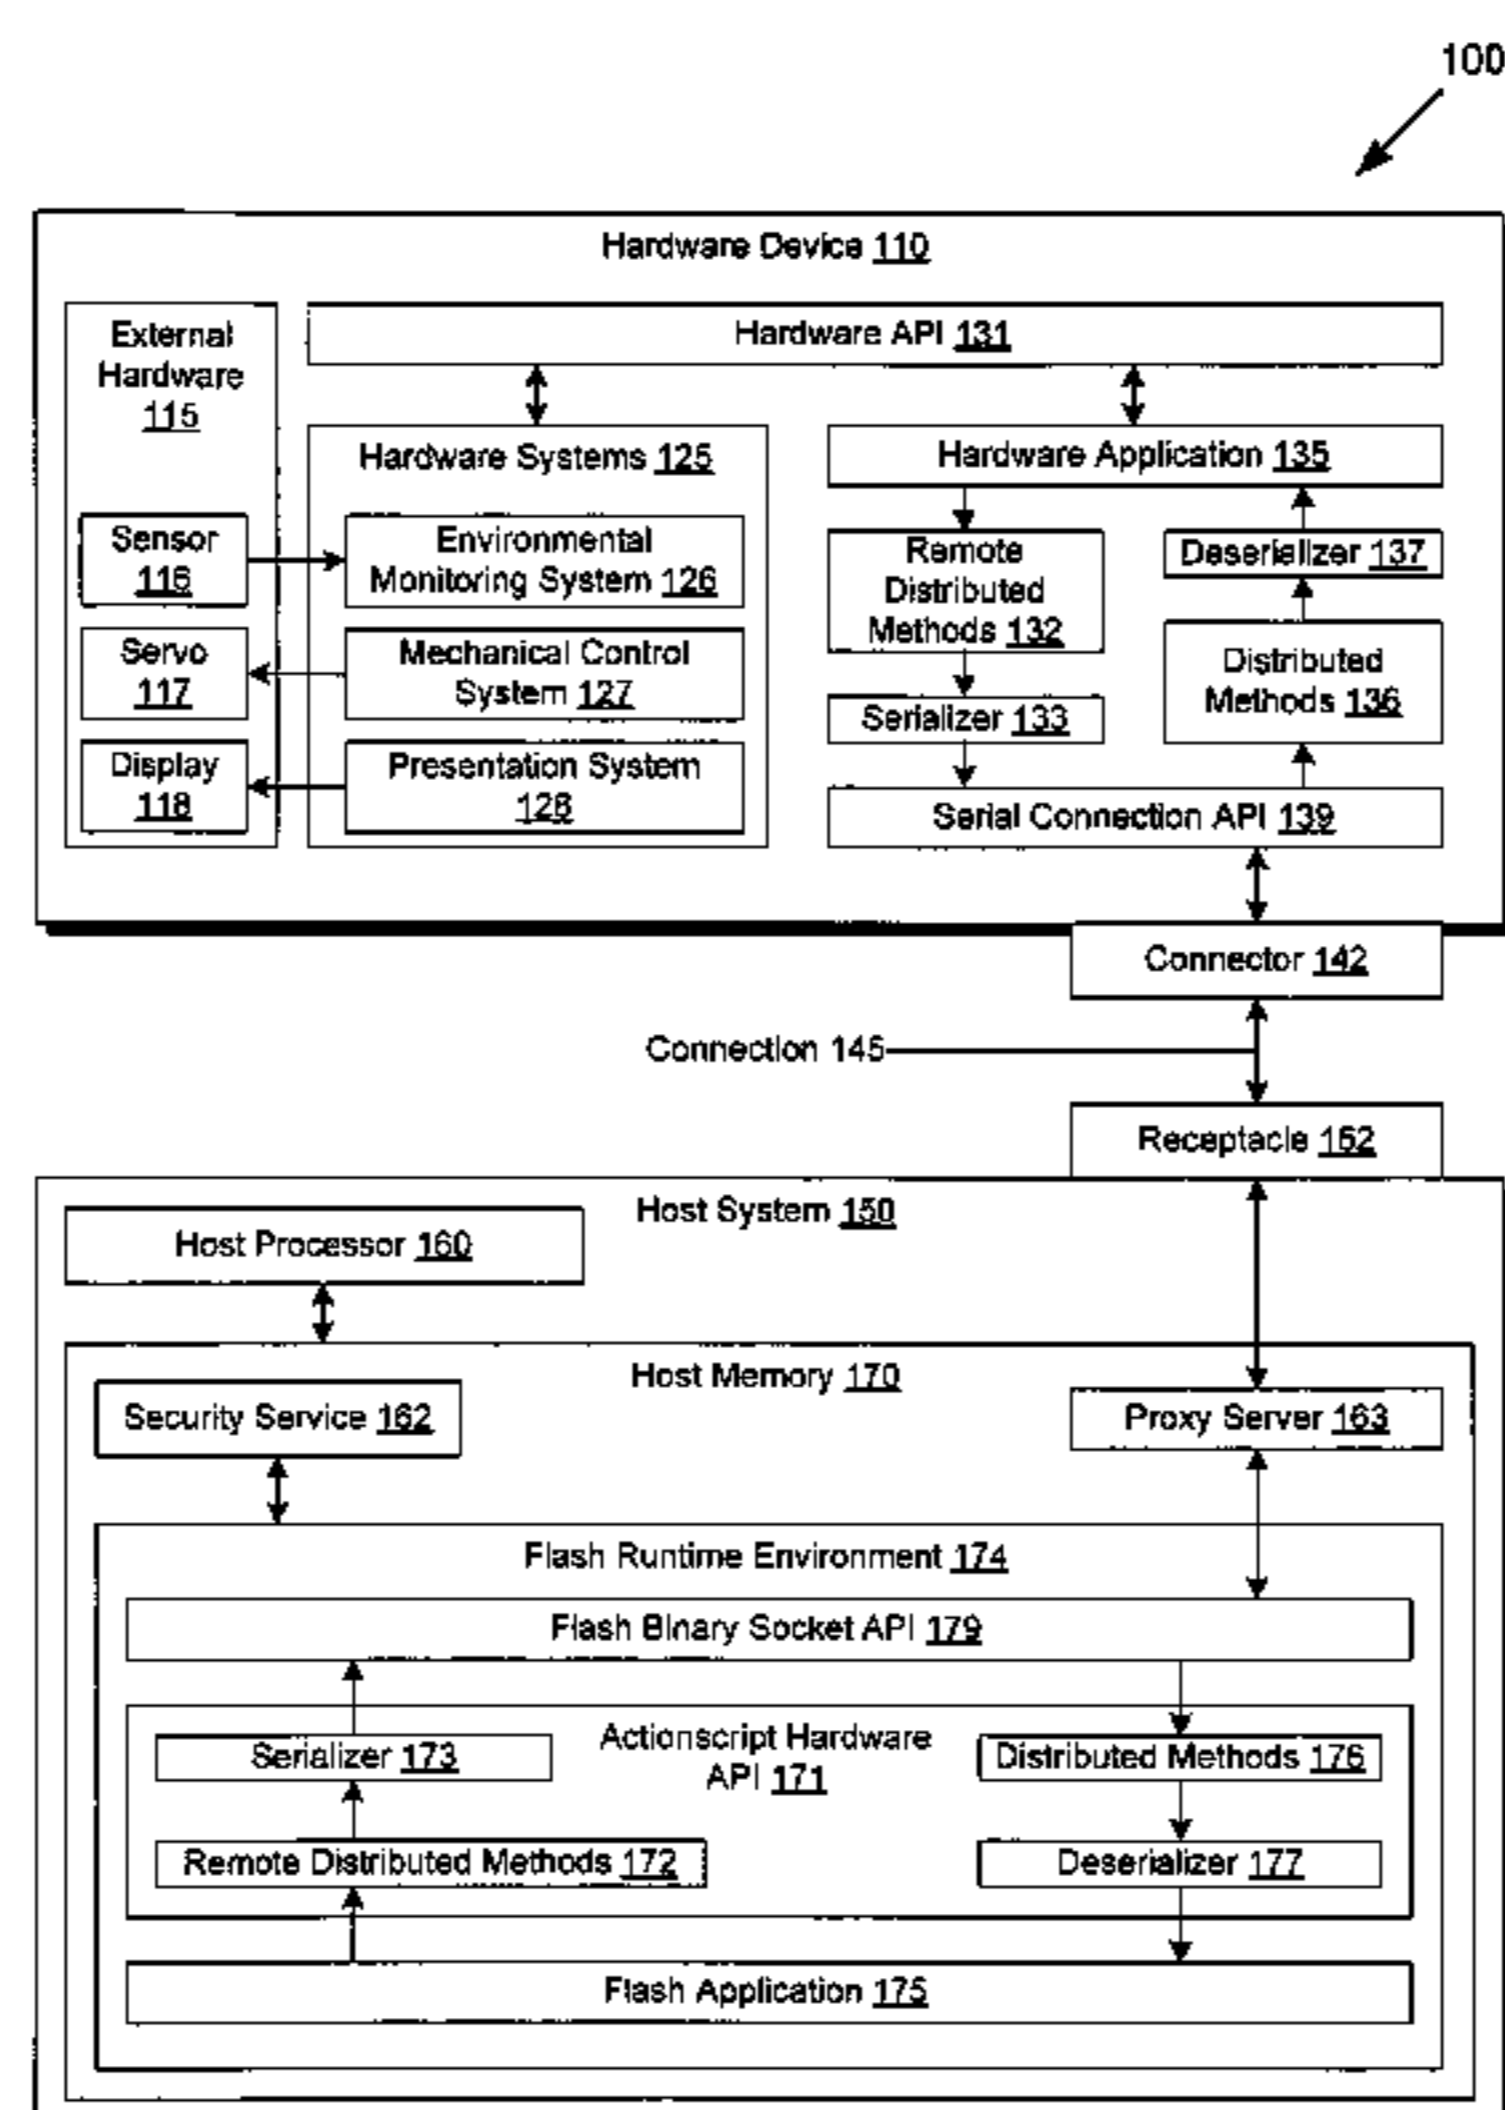 100
Hardware Device 110
External
Hardware
115
Hardware API 131
Hardware Systems 125
Hardware Application 135
Sensor
116
Environmental
Monitoring System 126
Remote
Distributed
Methods 132
Deserializer 137
Servo
117
Mechanical Control
System 127
Distributed
Methods 136
Serializer 133
Display
118
Presentation System
128
Serial Connection API 139
Connector 142
Connection 145
Receptacle 152
Host System 150
Host Processor 160
Host Memory 170
Security Service 162
Proxy Server 163
Flash Runtime Environment 174
Flash Binary Socket API 179
Serializer 173
Actionscript Hardware
API 171
Distributed Methods 176
Remote Distributed Methods 172
Deserializer 177
Flash Application 175